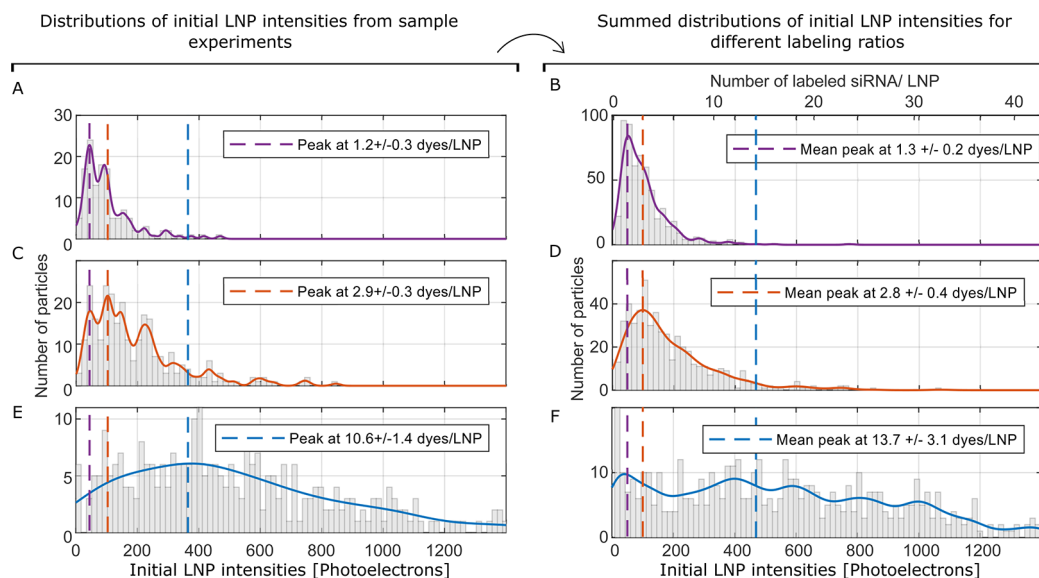 Distributions of initial LNP intensities from sample
experiments
Summed distributions of initial LNP intensities for
different labeling ratios
A
30
20
10
0
Peak at 1.2+/-0.3 dyes/LNP
B
Number of labeled siRNA/ LNP
0 10 20 30 40
100
50
0
Mean peak at 1.3 +/- 0.2 dyes/LNP
C
20
10
0
Peak at 2.9+/-0.3 dyes/LNP
Number of particles
D
40
20
0
Mean peak at 2.8 +/- 0.4 dyes/LNP
Number of particles
E
10
5
0
Peak at 10.6+/-1.4 dyes/LNP
0 200 400 600 800 1000 1200
Initial LNP intensities [Photoelectrons]
F
10
0
Mean peak at 13.7 +/- 3.1 dyes/LNP
0 200 400 600 800 1000 1200
Initial LNP intensities [Photoelectrons]